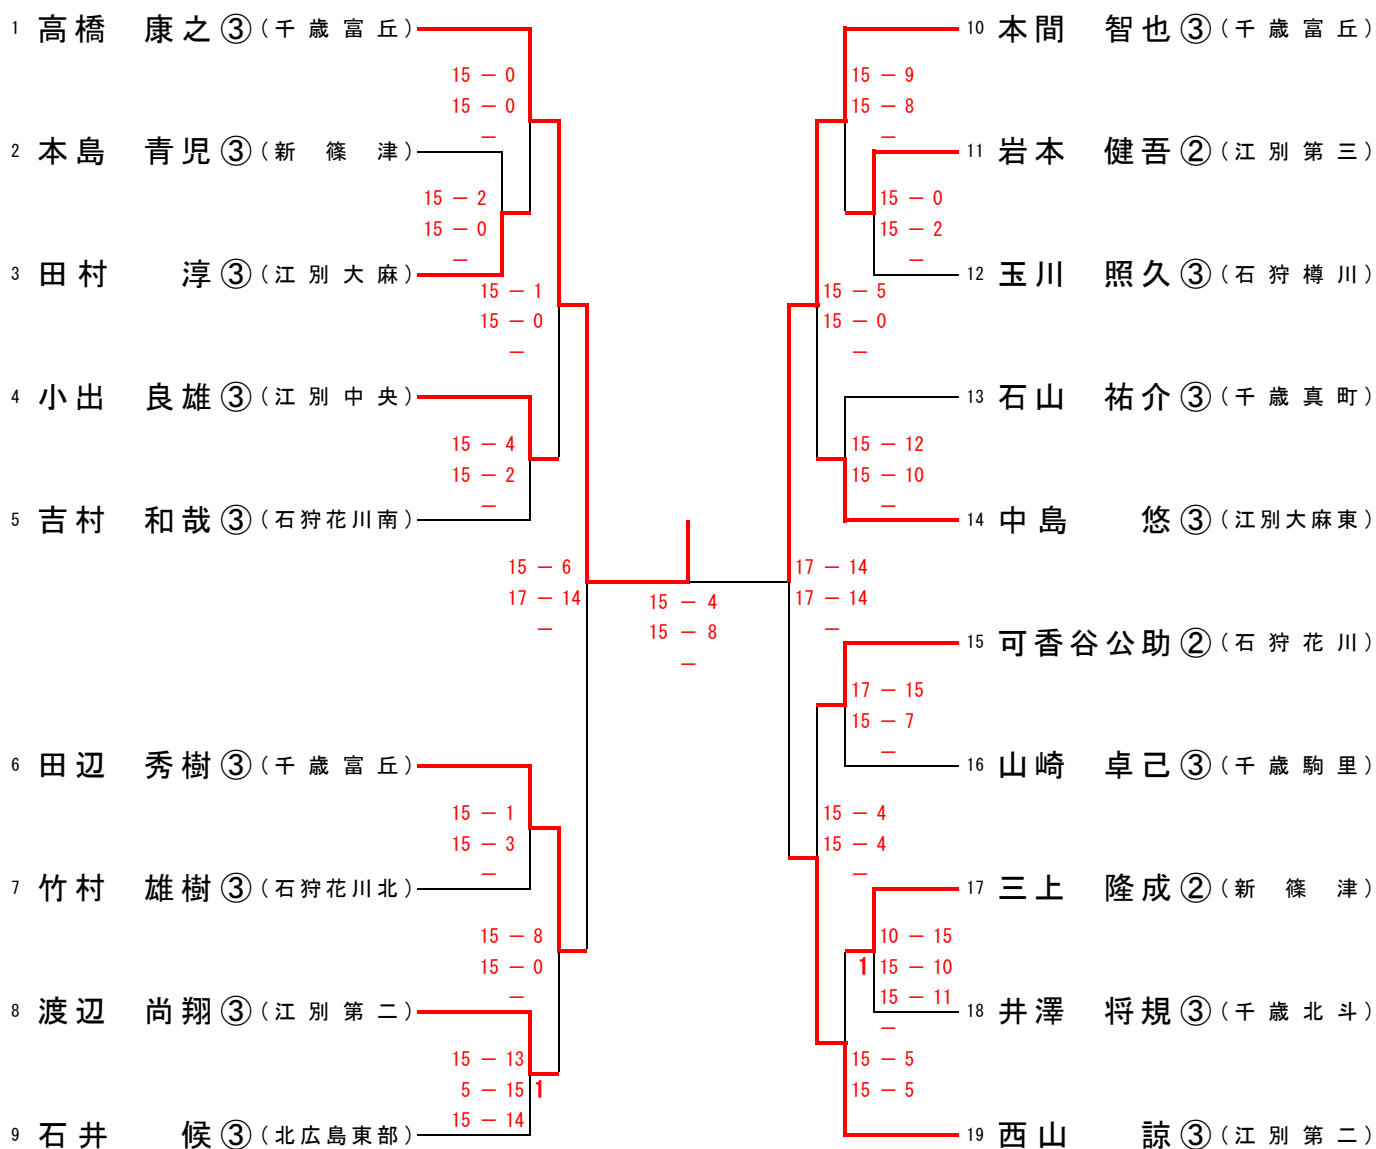 1 高橋 康之③(千歳富丘)
15 － 0
15 － 0
－
2 本島 青児③(新篠津)
15 － 2
15 － 0
－
3 田村 淳③(江別大麻)
15 － 1
15 － 0
－
4 小出 良雄③(江別中央)
15 － 4
15 － 2
－
5 吉村 和哉③(石狩花川南)
15 － 6
17 － 14
－
6 田辺 秀樹③(千歳富丘)
15 － 1
15 － 3
－
7 竹村 雄樹③(石狩花川北)
15 － 8
15 － 0
－
8 渡辺 尚翔③(江別第二)
15 － 13
5 － 15 1
15 － 14
9 石井 候③(北広島東部)
15 － 4
15 － 8
－
10 本間 智也③(千歳富丘)
15 － 9
15 － 8
－
11 岩本 健吾②(江別第三)
15 － 0
15 － 2
－
12 玉川 照久③(石狩樽川)
15 － 5
15 － 0
－
13 石山 祐介③(千歳真町)
15 － 12
15 － 10
－
14 中島 悠③(江別大麻東)
17 － 14
17 － 14
－
15 可香谷公助②(石狩花川)
17 － 15
15 － 7
－
16 山崎 卓己③(千歳駒里)
15 － 4
15 － 4
－
17 三上 隆成②(新篠津)
10 － 15
1 15 － 10
15 － 11
－
18 井澤 将規③(千歳北斗)
15 － 5
15 － 5
19 西山 諒③(江別第二)